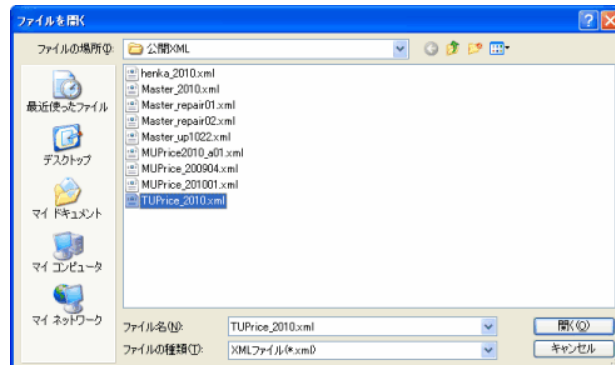 ファイルを開く
ファイルの場所(I): 公開XML
最近使ったファイル
デスクトップ
マイ ドキュメント
マイ コンピュータ
マイ ネットワーク
henka_2010.xml
Master_2010.xml
Master_repair01.xml
Master_repair02.xml
Master_up1022.xml
MUPrice2010_a01.xml
MUPrice_200904.xml
MUPrice_201001.xml
TUPrice_2010.xml
ファイル名(N): TUPrice_2010.xml 開く(O)
ファイルの種類(T): XMLファイル(*.xml) キャンセル